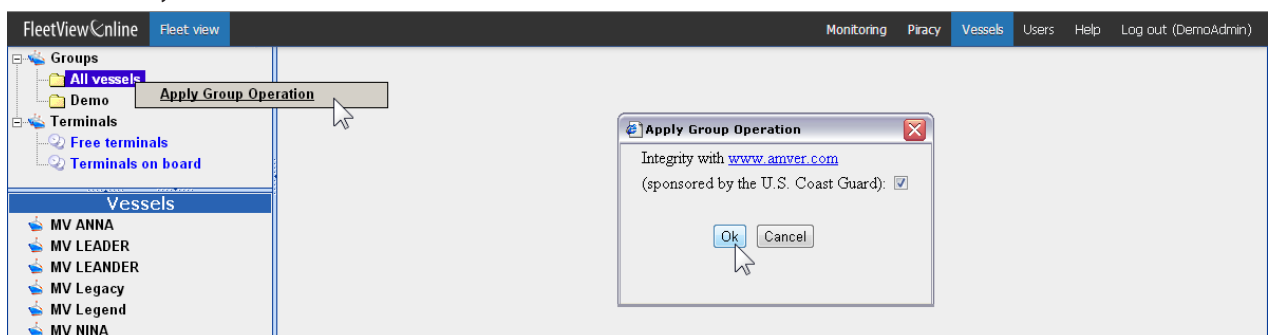 FleetViewOnline Fleet view Monitoring Piracy Vessels Users Help Log out (DemoAdmin)
Groups
All vessels
Apply Group Operation
Demo
Terminals
Free terminals
Terminals on board
Vessels
MV ANNA
MV LEADER
MV LEANDER
MV Legacy
MV Legend
MV NINA
Apply Group Operation
Integrity with www.amver.com
(sponsored by the U.S. Coast Guard):
Ok Cancel